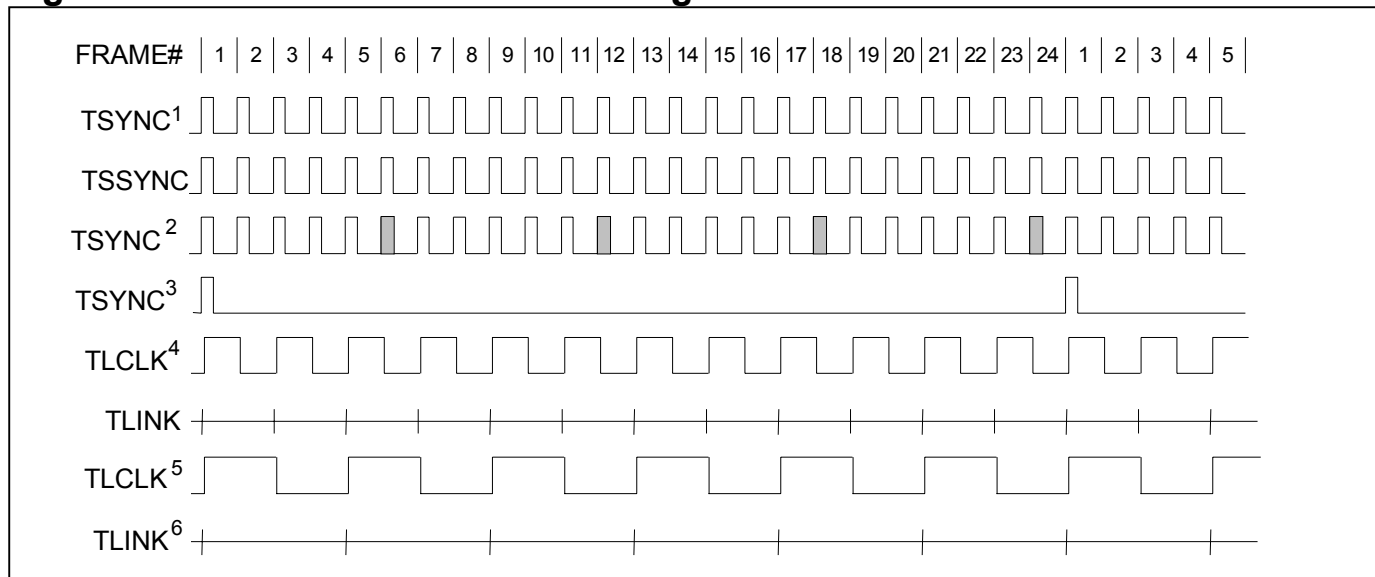 FRAME# 1 2 3 4 5 6 7 8 9 10 11 12 13 14 15 16 17 18 19 20 21 22 23 24 1 2 3 4 5
TSYNC1
TSSYNC
TSYNC2
TSYNC3
TLCLK4
TLINK
TLCLK5
TLINK6